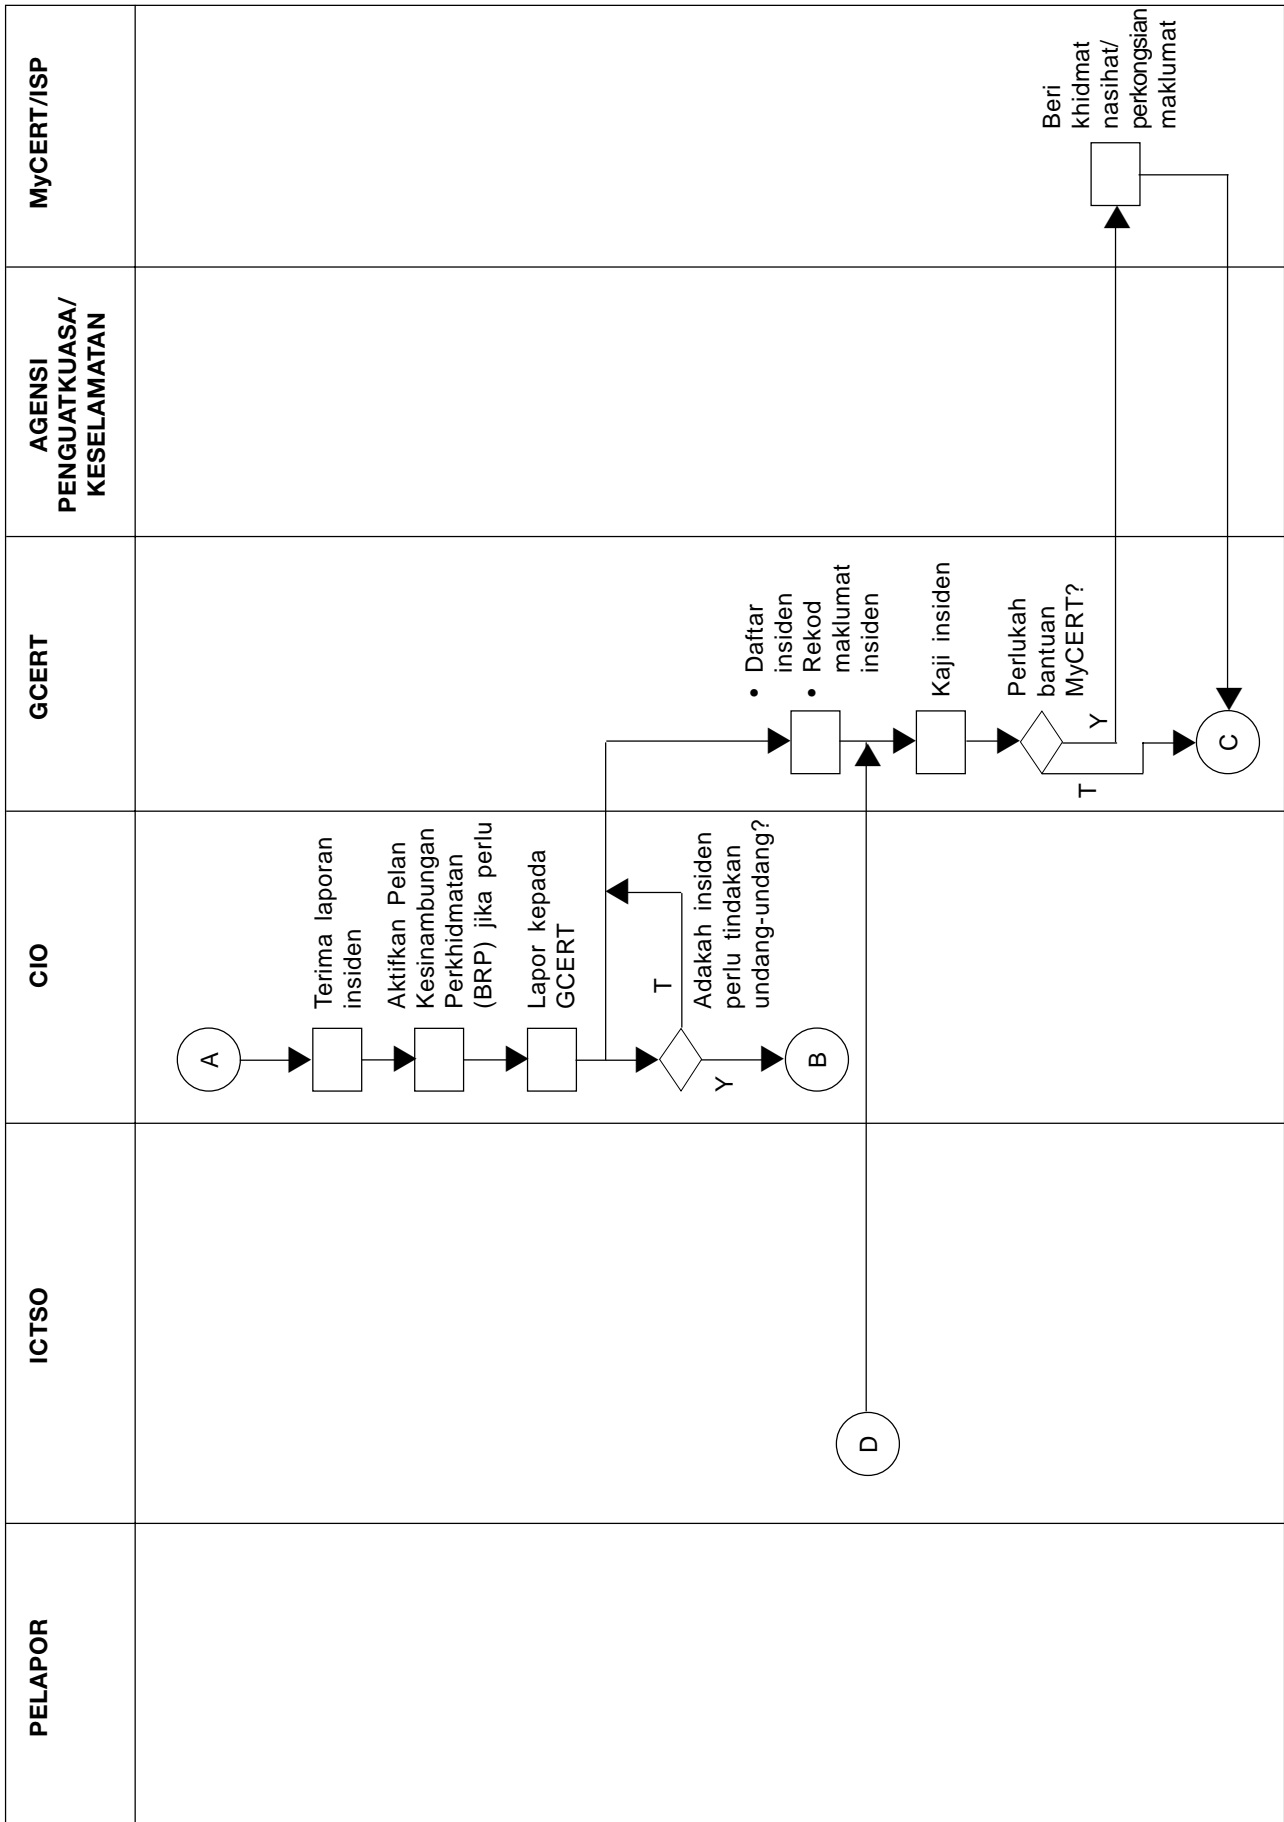 PELAPOR
ICTSO
CIO
GCERT
AGENSI
PENGUATKUASA/
KESELAMATAN
MyCERT/ISP
A
Terima laporan
insiden
Aktifkan Pelan
Kesinambungan
Perkhidmatan
(BRP) jika perlu
Lapor kepada
GCERT
T
Adakah insiden
perlu tindakan
undang-undang?
Y
B
D
• Daftar
insiden
• Rekod
maklumat
insiden
Kaji insiden
Perlukah
bantuan
MyCERT?
Y
T
C
Beri
khidmat
nasihat/
perkongsian
maklumat